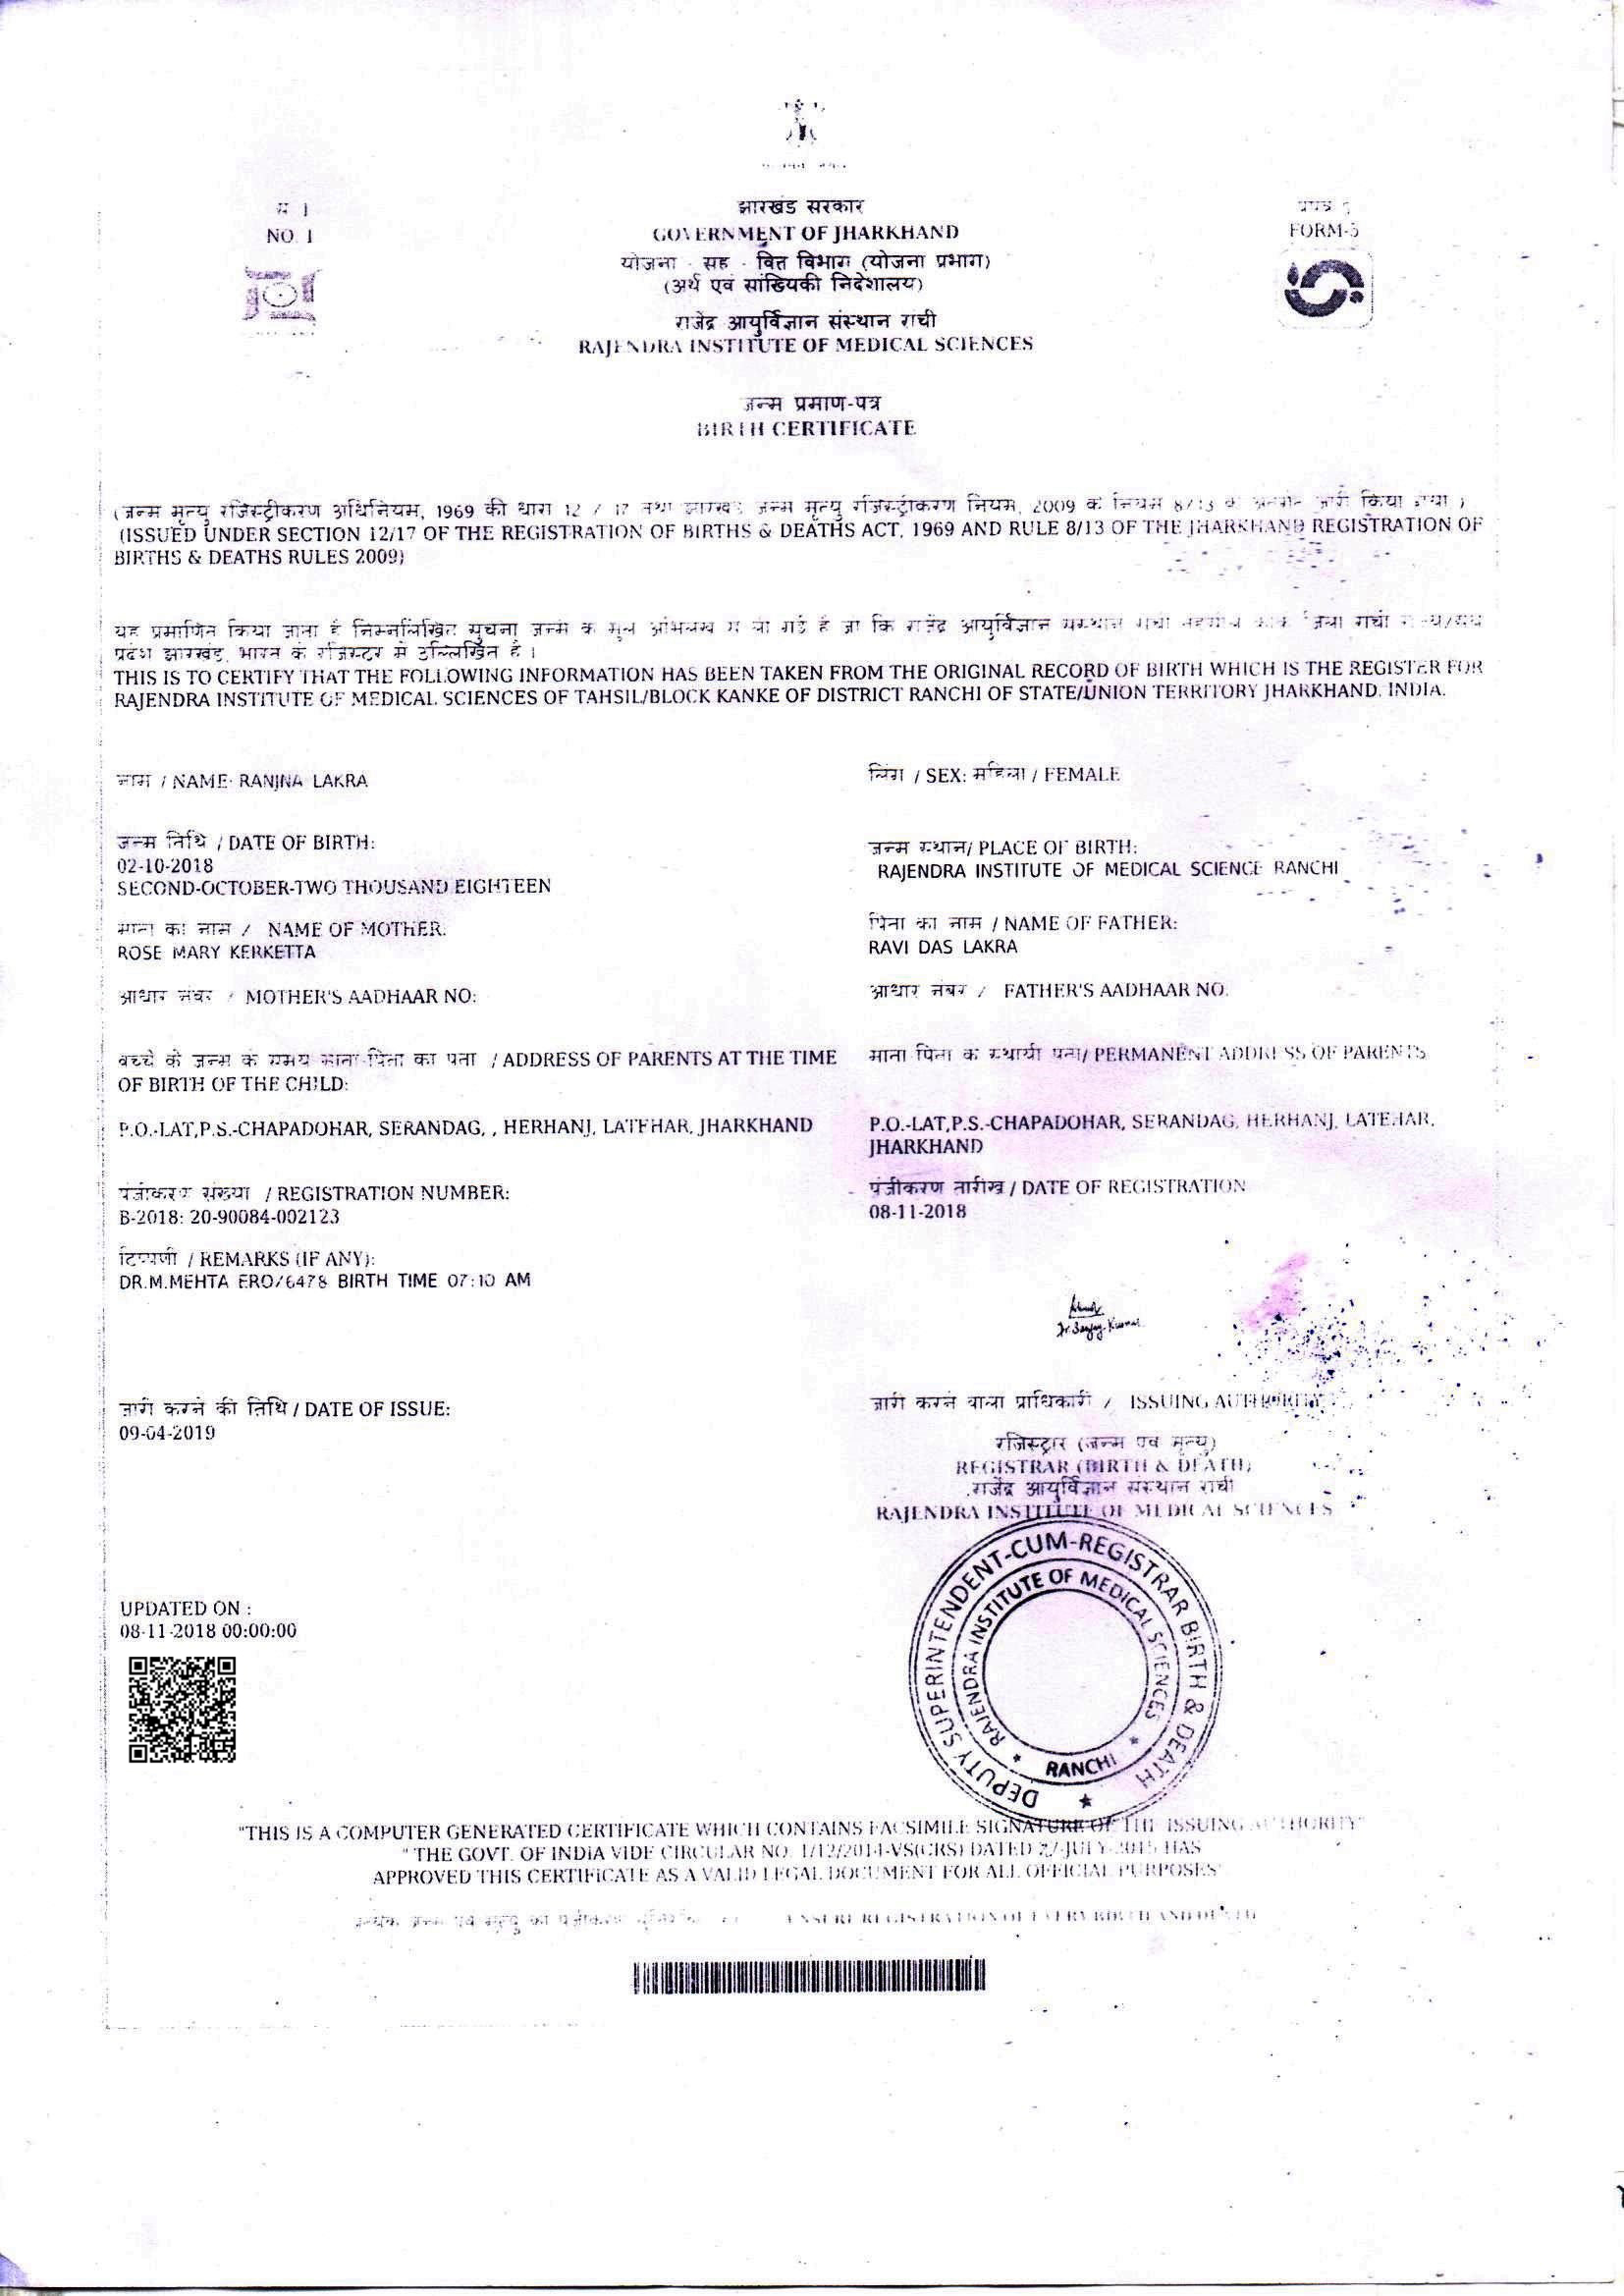 झारखंड सरकार
NO. 1
GOVERNMENT OF JHARKHAND
FORM-5
योजना - सह - वित्त विभाग (योजना प्रभाग)
(अर्थ एवं सांख्यिकी निदेशालय)
राजेंद्र आयुर्विज्ञान संस्थान रांची
RAJENDRA INSTITUTE OF MEDICAL SCIENCES
जन्म प्रमाण-पत्र
BIRTH CERTIFICATE
(जन्म मृत्यु रजिस्ट्रीकरण अधिनियम, 1969 की धारा 12 / 17 तथा झारखंड जन्म मृत्यु रजिस्ट्रीकरण नियम, 2009 के नियम 8/13 के अंतर्गत जारी किया गया )
(ISSUED UNDER SECTION 12/17 OF THE REGISTRATION OF BIRTHS & DEATHS ACT, 1969 AND RULE 8/13 OF THE JHARKHAND REGISTRATION OF
BIRTHS & DEATHS RULES 2009)
यह प्रमाणित किया जाता है निम्नलिखित सूचना जन्म के मूल अभिलेख से ली गई है जो कि राजेंद्र आयुर्विज्ञान संस्थान रांची जिला रांची
प्रदेश झारखंड, भारत के रजिस्टर में उल्लिखित है ।
THIS IS TO CERTIFY THAT THE FOLLOWING INFORMATION HAS BEEN TAKEN FROM THE ORIGINAL RECORD OF BIRTH WHICH IS THE REGISTER FOR
RAJENDRA INSTITUTE OF MEDICAL SCIENCES OF TAHSIL/BLOCK KANKE OF DISTRICT RANCHI OF STATE/UNION TERRITORY JHARKHAND, INDIA.
नाम / NAME: RANJNA LAKRA
लिंग / SEX: महिला / FEMALE
जन्म तिथि / DATE OF BIRTH:
02-10-2018
SECOND-OCTOBER-TWO THOUSAND EIGHTEEN
जन्म स्थान/ PLACE OF BIRTH:
RAJENDRA INSTITUTE OF MEDICAL SCIENCE RANCHI
माता का नाम / NAME OF MOTHER:
ROSE MARY KERKETTA
पिता का नाम / NAME OF FATHER:
RAVI DAS LAKRA
आधार नंबर / MOTHER'S AADHAAR NO:
आधार नंबर / FATHER'S AADHAAR NO.
बच्चे के जन्म के समय माता पिता का पता / ADDRESS OF PARENTS AT THE TIME
OF BIRTH OF THE CHILD:
P.O.-LAT,P.S.-CHAPADOHAR, SERANDAG, , HERHANJ, LATEHAR, JHARKHAND
माता पिता का स्थायी पता/ PERMANENT ADDRESS OF PARENTS
P.O.-LAT,P.S.-CHAPADOHAR, SERANDAG, HERHANJ, LATEHAR,
JHARKHAND
पंजीकरण संख्या / REGISTRATION NUMBER:
B-2018: 20-90084-002123
पंजीकरण तारीख / DATE OF REGISTRATION
08-11-2018
टिप्पणी / REMARKS (IF ANY):
DR.M.MEHTA ERO/6478 BIRTH TIME 07:10 AM
Dr. Sanjay Kumar
जारी करने की तिथि / DATE OF ISSUE:
09-04-2019
जारी करने वाला प्राधिकारी / ISSUING AUTHORITY
रजिस्ट्रार (जन्म एवं मृत्यु)
REGISTRAR (BIRTH & DEATH)
राजेंद्र आयुर्विज्ञान संस्थान रांची
RAJENDRA INSTITUTE OF MEDICAL SCIENCES
DEPUTY SUPERINTENDENT-CUM-REGISTRAR BIRTH & DEATH
RAJENDRA INSTITUTE OF MEDICAL SCIENCES
RANCHI
UPDATED ON :
08-11-2018 00:00:00
"THIS IS A COMPUTER GENERATED CERTIFICATE WHICH CONTAINS FACSIMILE SIGNATURE OF THE ISSUING AUTHORITY"
"THE GOVT. OF INDIA VIDE CIRCULAR NO. 1/12/2014-VS(CRS) DATED 27-JULY-2015 HAS
APPROVED THIS CERTIFICATE AS A VALID LEGAL DOCUMENT FOR ALL OFFICIAL PURPOSES"
प्रत्येक जन्म एवं मृत्यु का पंजीकरण ENSURE REGISTRATION OF EVERY BIRTH AND DEATH